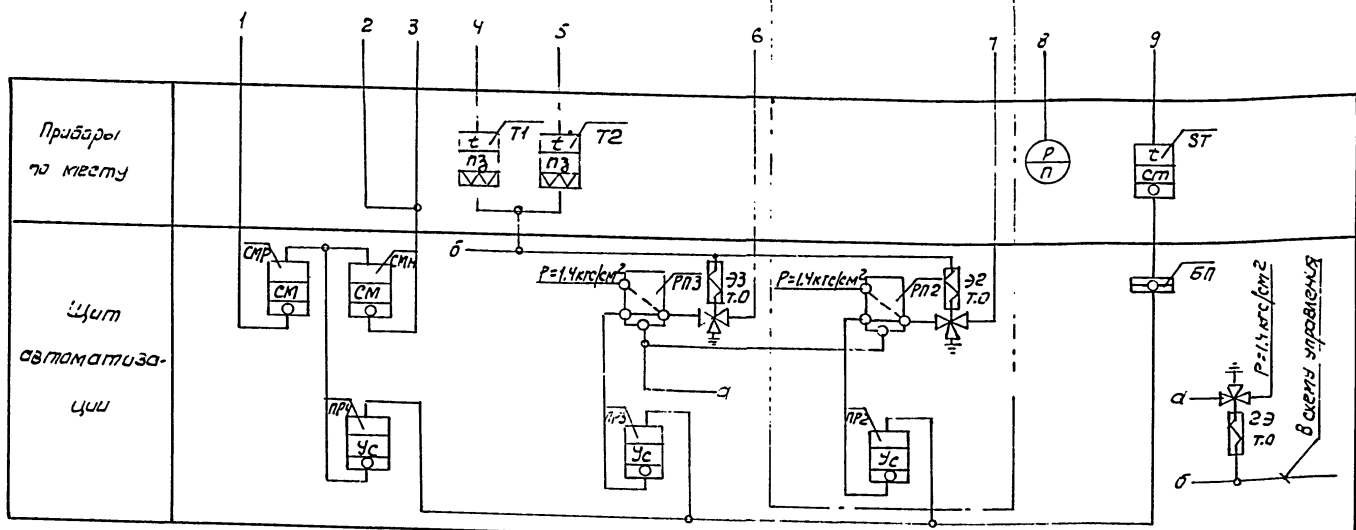 1 2 3 4 5 6 7 8 9
Приборы
по месту
t
пз
T1
t
пз
T2
P
П
t
ст
ST
Щит
автоматиза-
ции
б
СМР
СМ
СМН
СМ
P=1.4кгс/см²
РП3
Э3
Т.О
P=1.4кгс/см²
РП2
Э2
Т.О
БП
а
ПР4
УС
ПР3
УС
ПР2
УС
P=1.4кгс/см2
а
2Э
Т.О
б
В схему управления